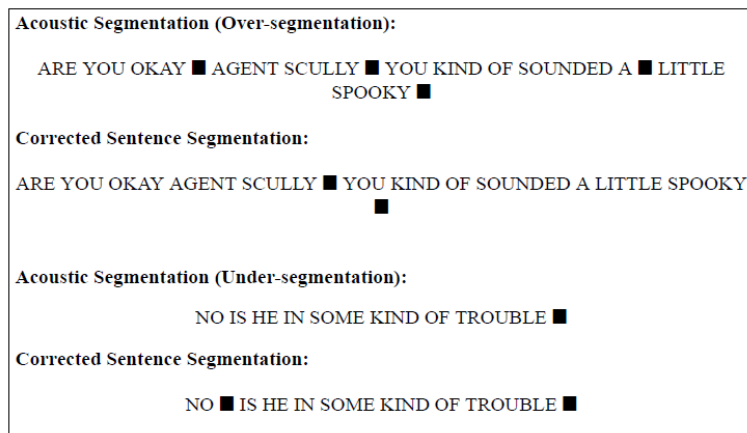 Acoustic Segmentation (Over-segmentation):
ARE YOU OKAY ■ AGENT SCULLY ■ YOU KIND OF SOUNDED A ■ LITTLE
SPOOKY ■
Corrected Sentence Segmentation:
ARE YOU OKAY AGENT SCULLY ■ YOU KIND OF SOUNDED A LITTLE SPOOKY
■
Acoustic Segmentation (Under-segmentation):
NO IS HE IN SOME KIND OF TROUBLE ■
Corrected Sentence Segmentation:
NO ■ IS HE IN SOME KIND OF TROUBLE ■